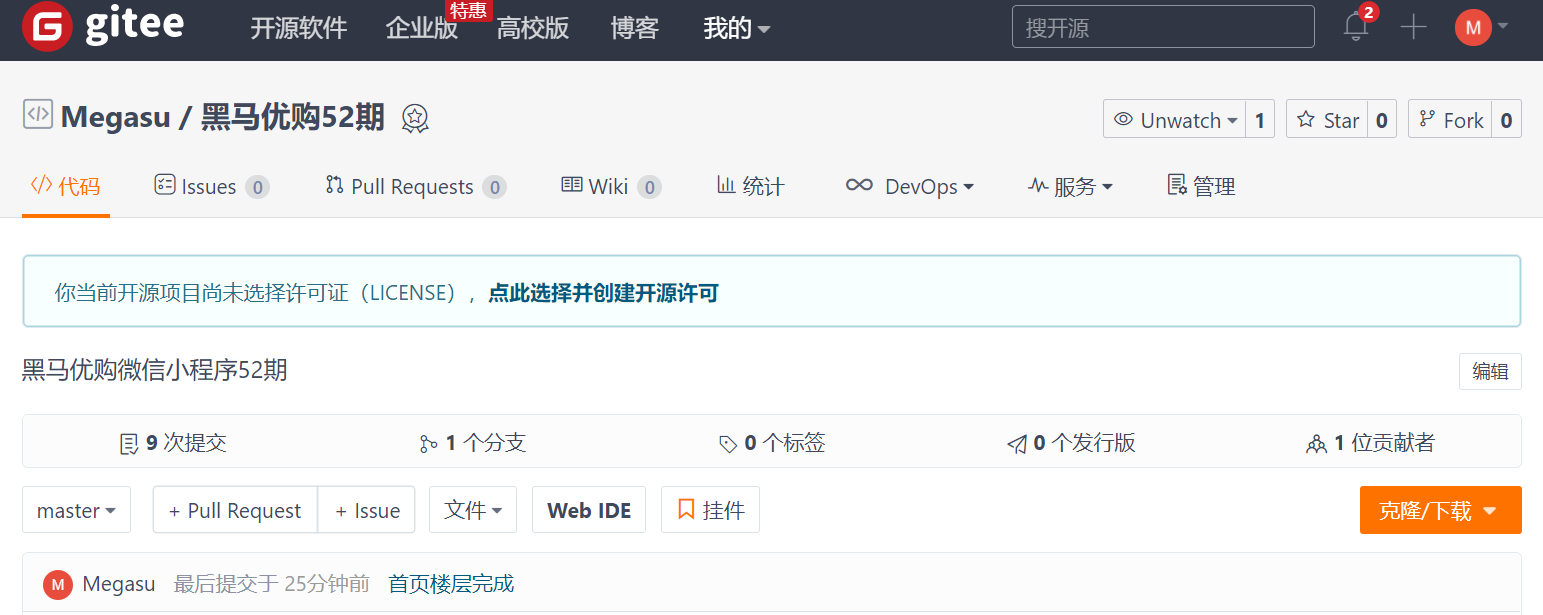 G gitee 开源软件 企业版 特惠 高校版 博客 我的 搜开源 2 M
</> Megasu / 黑马优购52期 Unwatch 1 Star 0 Fork 0
</> 代码 Issues 0 Pull Requests 0 Wiki 0 统计 DevOps 服务 管理
你当前开源项目尚未选择许可证（LICENSE），点此选择并创建开源许可
黑马优购微信小程序52期 编辑
9 次提交 1 个分支 0 个标签 0 个发行版 1 位贡献者
master + Pull Request + Issue 文件 Web IDE 挂件 克隆/下载
M Megasu 最后提交于 25分钟前 首页楼层完成